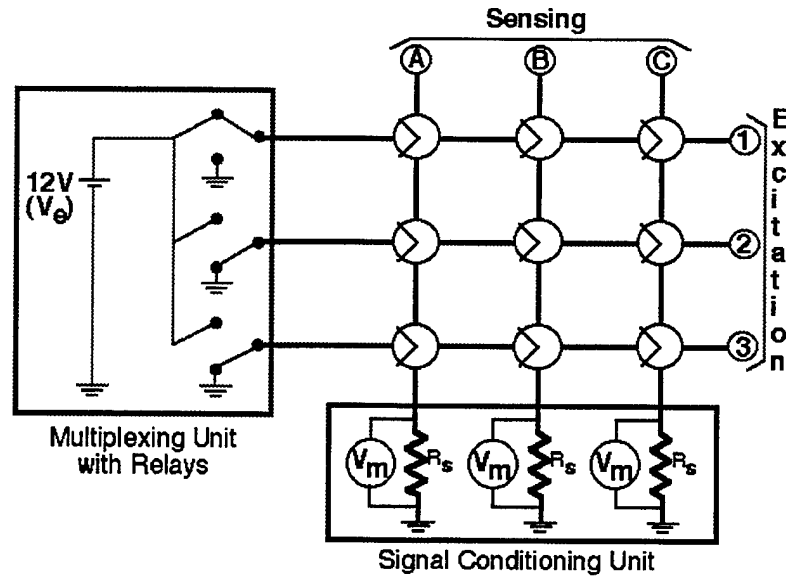 Sensing
A B C
12V
(Ve)
1
2
3
Excitation
Vm Rs Vm Rs Vm Rs
Multiplexing Unit
with Relays
Signal Conditioning Unit